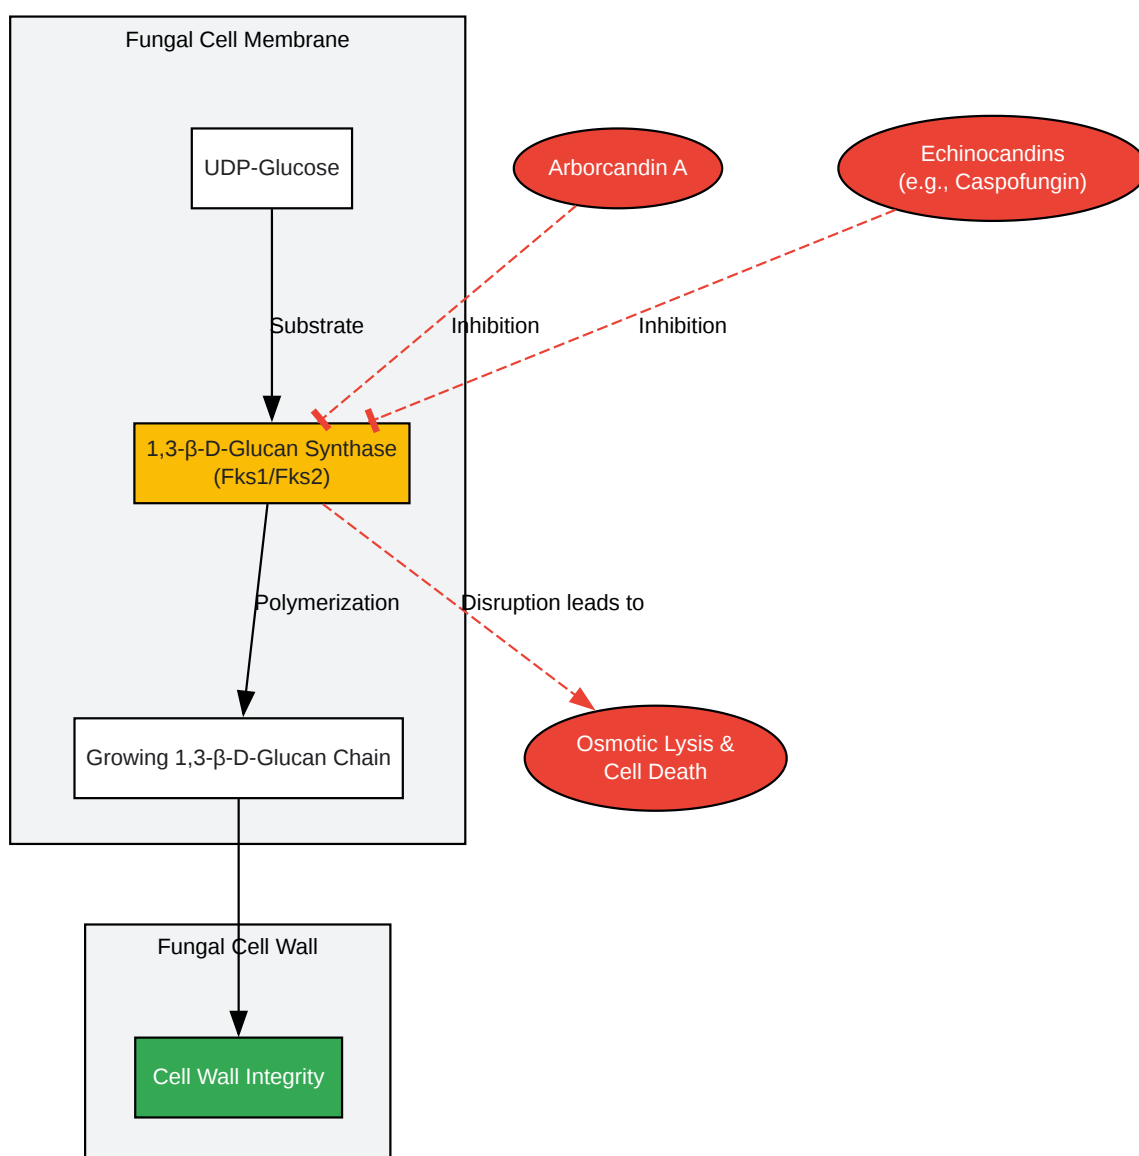 Fungal Cell Membrane
UDP-Glucose
Arborcandin A
Echinocandins
(e.g., Caspofungin)
Substrate
Inhibition
Inhibition
1,3-β-D-Glucan Synthase
(Fks1/Fks2)
Polymerization
Disruption leads to
Growing 1,3-β-D-Glucan Chain
Osmotic Lysis &
Cell Death
Fungal Cell Wall
Cell Wall Integrity